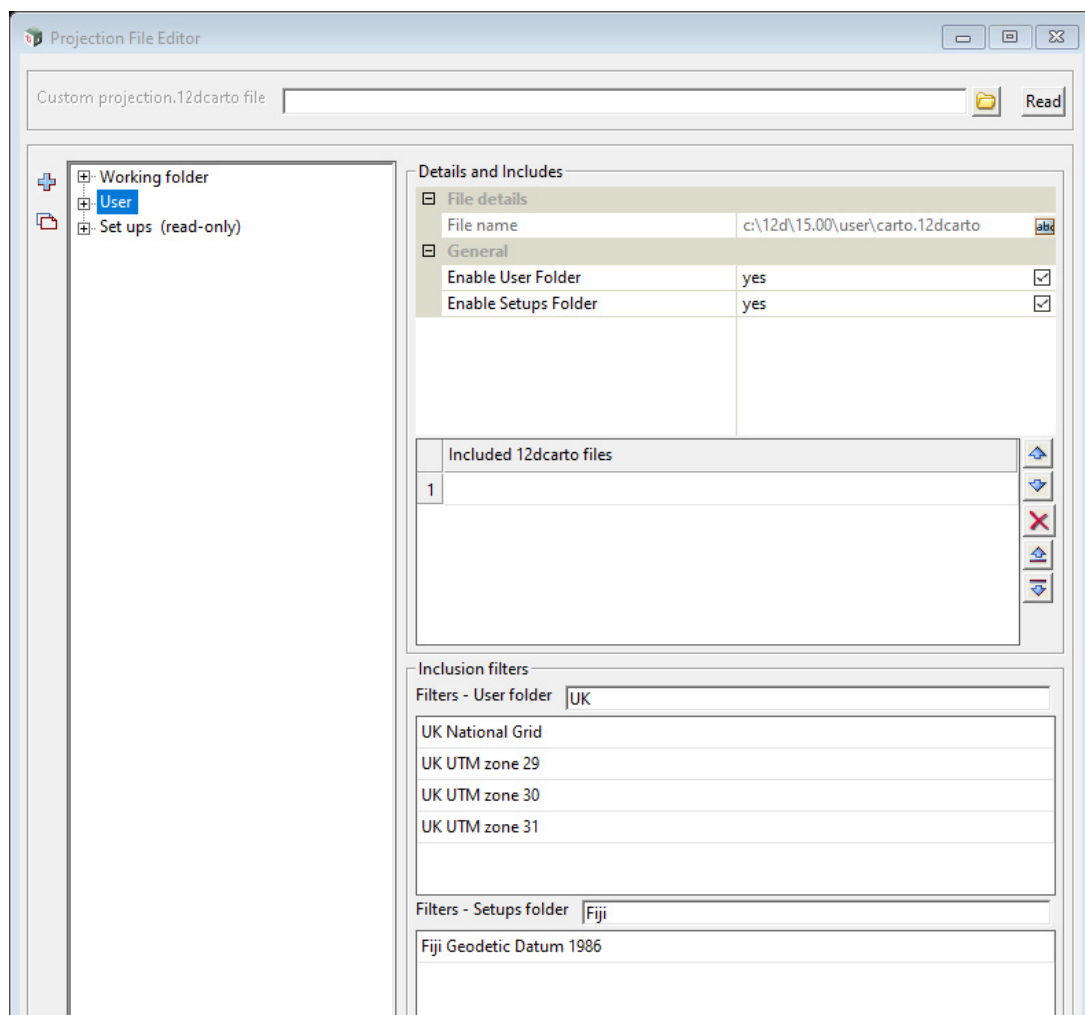 Projection File Editor
Custom projection.12dcarto file
Read
Working folder
User
Set ups (read-only)
Details and Includes
File details
File name c:\12d\15.00\user\carto.12dcarto abc
General
Enable User Folder yes
Enable Setups Folder yes
Included 12dcarto files
1
Inclusion filters
Filters - User folder UK
UK National Grid
UK UTM zone 29
UK UTM zone 30
UK UTM zone 31
Filters - Setups folder Fiji
Fiji Geodetic Datum 1986